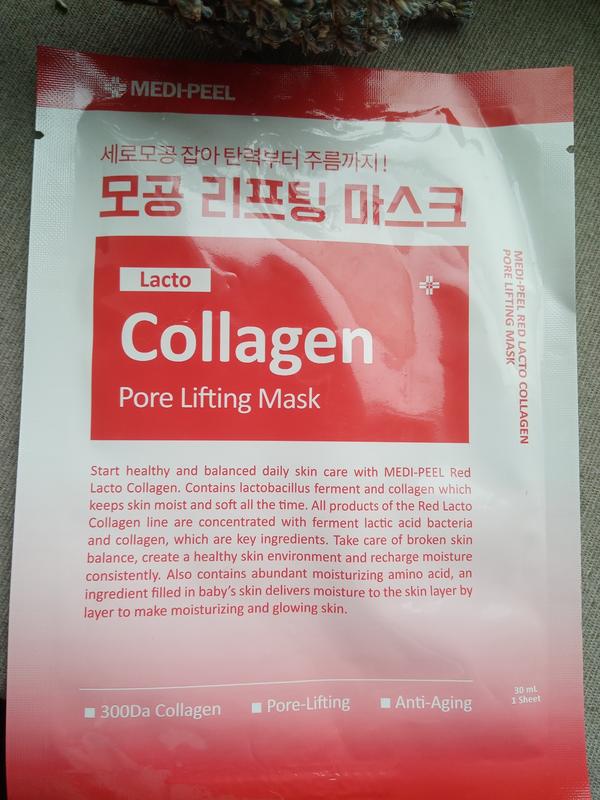 MEDI-PEEL
세로모공 잡아 탄력부터 주름까지!
모공 리프팅 마스크
Lacto
Collagen
Pore Lifting Mask
MEDI-PEEL RED LACTO COLLAGEN
PORE LIFTING MASK
Start healthy and balanced daily skin care with MEDI-PEEL Red
Lacto Collagen. Contains lactobacillus ferment and collagen which
keeps skin moist and soft all the time. All products of the Red Lacto
Collagen line are concentrated with ferment lactic acid bacteria
and collagen, which are key ingredients. Take care of broken skin
balance, create a healthy skin environment and recharge moisture
consistently. Also contains abundant moisturizing amino acid, an
ingredient filled in baby's skin delivers moisture to the skin layer by
layer to make moisturizing and glowing skin.
■ 300Da Collagen ■ Pore-Lifting ■ Anti-Aging
30 mL
1 Sheet